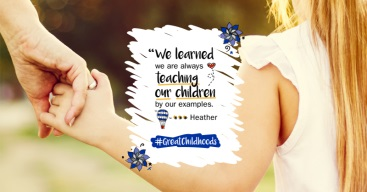 “We learned
we are always
teaching
our children
by our examples.
- Heather
#GreatChildhoods